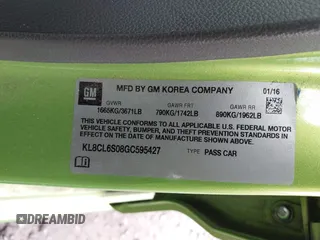 GM
MFD BY GM KOREA COMPANY
01/16
GVWR
GAWR FRT
GAWR RR
1665KG/3671LB
790KG/1742LB
890KG/1962LB
THIS VEHICLE CONFORMS TO ALL APPLICABLE U.S. FEDERAL MOTOR
VEHICLE SAFETY, BUMPER, AND THEFT PREVENTION STANDARDS IN
EFFECT ON THE DATE OF MANUFACTURE SHOWN ABOVE.
KL8CL6S08GC595427
TYPE: PASS CAR
DREAMBID